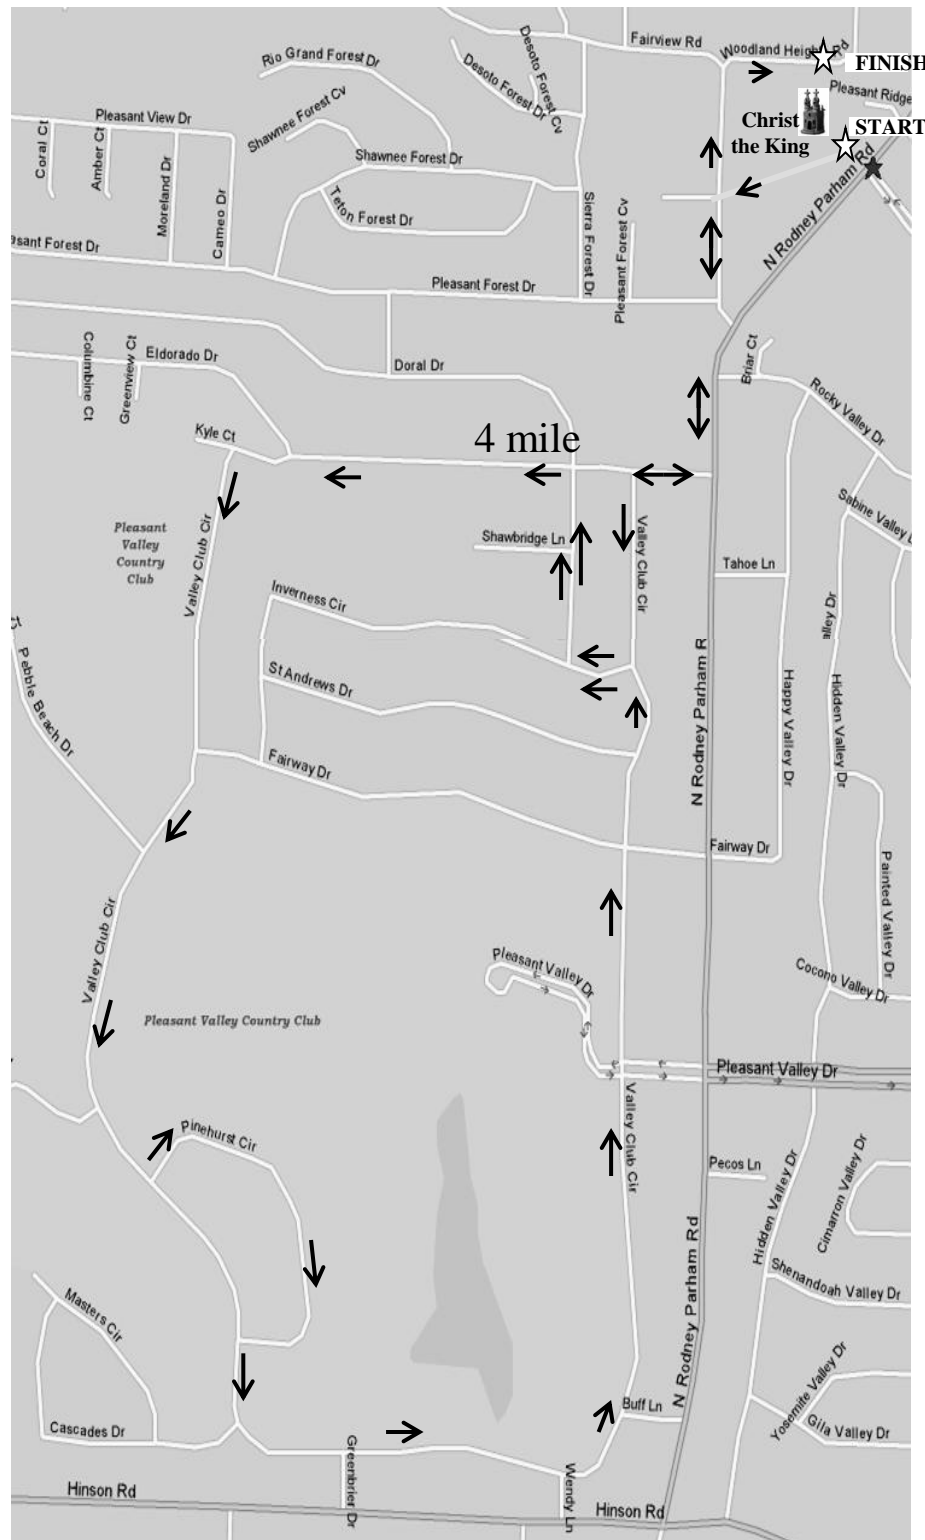 Fairview Rd
Woodland Heights Rd
FINISH
Rio Grand Forest Dr
Desoto Forest Cv
Desoto Forest Dr
Pleasant Ridge
Christ
the King
START
Pleasant View Dr
Shawnee Forest Cv
Coral Ct
Amber Ct
Moreland Dr
Cameo Dr
Shawnee Forest Dr
Teton Forest Dr
Sierra Forest Dr
Pleasant Forest Cv
N Rodney Parham Rd
asant Forest Dr
Pleasant Forest Dr
Columbine Ct
Greenview Ct
Eldorado Dr
Doral Dr
Briar Ct
Rocky Valley Dr
Kyle Ct
4 mile
Sabine Valley
Pleasant
Valley
Country
Club
Valley Club Cir
Shawbridge Ln
Valley Club Cir
Tahoe Ln
Inverness Cir
alley Dr
Pebble Beach Dr
St Andrews Dr
N Rodney Parham R
Happy Valley Dr
Hidden Valley Dr
Fairway Dr
Fairway Dr
Painted Valley Dr
Valley Club Cir
Pleasant Valley Dr
Cocono Valley Dr
Pleasant Valley Country Club
Pleasant Valley Dr
Valley Club Cir
Pinehurst Cir
Pecos Ln
Hidden Valley Dr
Cimarron Valley Dr
N Rodney Parham Rd
Shenandoah Valley Dr
Masters Cir
Yosemite Valley Dr
Buff Ln
Gila Valley Dr
Cascades Dr
Greenbrier Dr
Wendy Ln
Hinson Rd
Hinson Rd